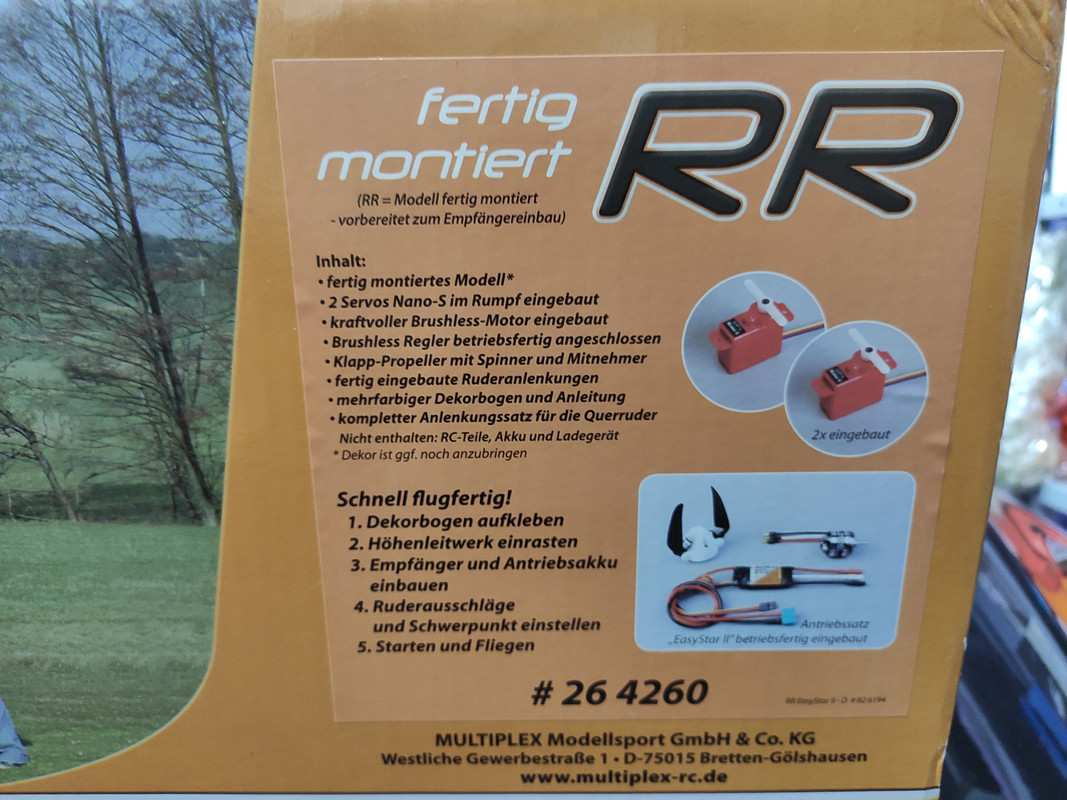 fertig
montiert
RR
(RR = Modell fertig montiert
- vorbereitet zum Empfängereinbau)
Inhalt:
• fertig montiertes Modell*
• 2 Servos Nano-S im Rumpf eingebaut
• kraftvoller Brushless-Motor eingebaut
• Brushless Regler betriebsfertig angeschlossen
• Klapp-Propeller mit Spinner und Mitnehmer
• fertig eingebaute Ruderanlenkungen
• mehrfarbiger Dekorbogen und Anleitung
• kompletter Anlenkungssatz für die Querruder
Nicht enthalten: RC-Teile, Akku und Ladegerät
* Dekor ist ggf. noch anzubringen
2x eingebaut
Schnell flugfertig!
1. Dekorbogen aufkleben
2. Höhenleitwerk einrasten
3. Empfänger und Antriebsakku
einbauen
4. Ruderausschläge
und Schwerpunkt einstellen
5. Starten und Fliegen
Antriebssatz
„EasyStar II" betriebsfertig eingebaut
# 26 4260
RR EasyStar II - D # 82 6194
MULTIPLEX Modellsport GmbH & Co. KG
Westliche Gewerbestraße 1 • D-75015 Bretten-Gölshausen
www.multiplex-rc.de